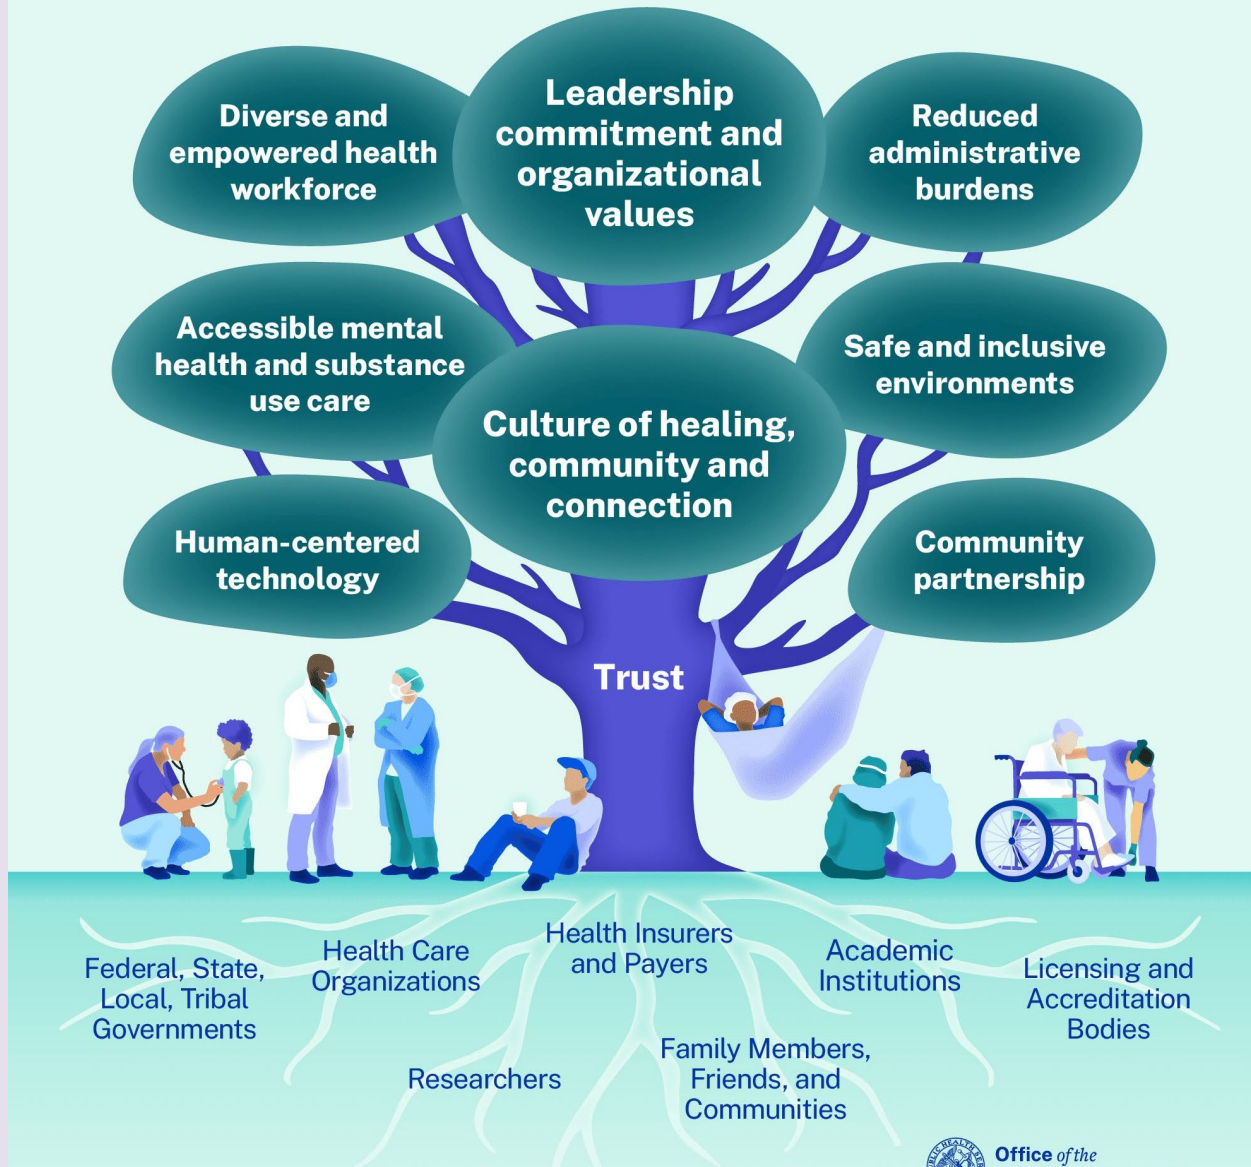 Diverse and
empowered health
workforce
Leadership
commitment and
organizational
values
Reduced
administrative
burdens
Accessible mental
health and substance
use care
Culture of healing,
community and
connection
Safe and inclusive
environments
Human-centered
technology
Community
partnership
Trust
Federal, State,
Local, Tribal
Governments
Health Care
Organizations
Health Insurers
and Payers
Academic
Institutions
Licensing and
Accreditation
Bodies
Researchers
Family Members,
Friends, and
Communities
Office of the